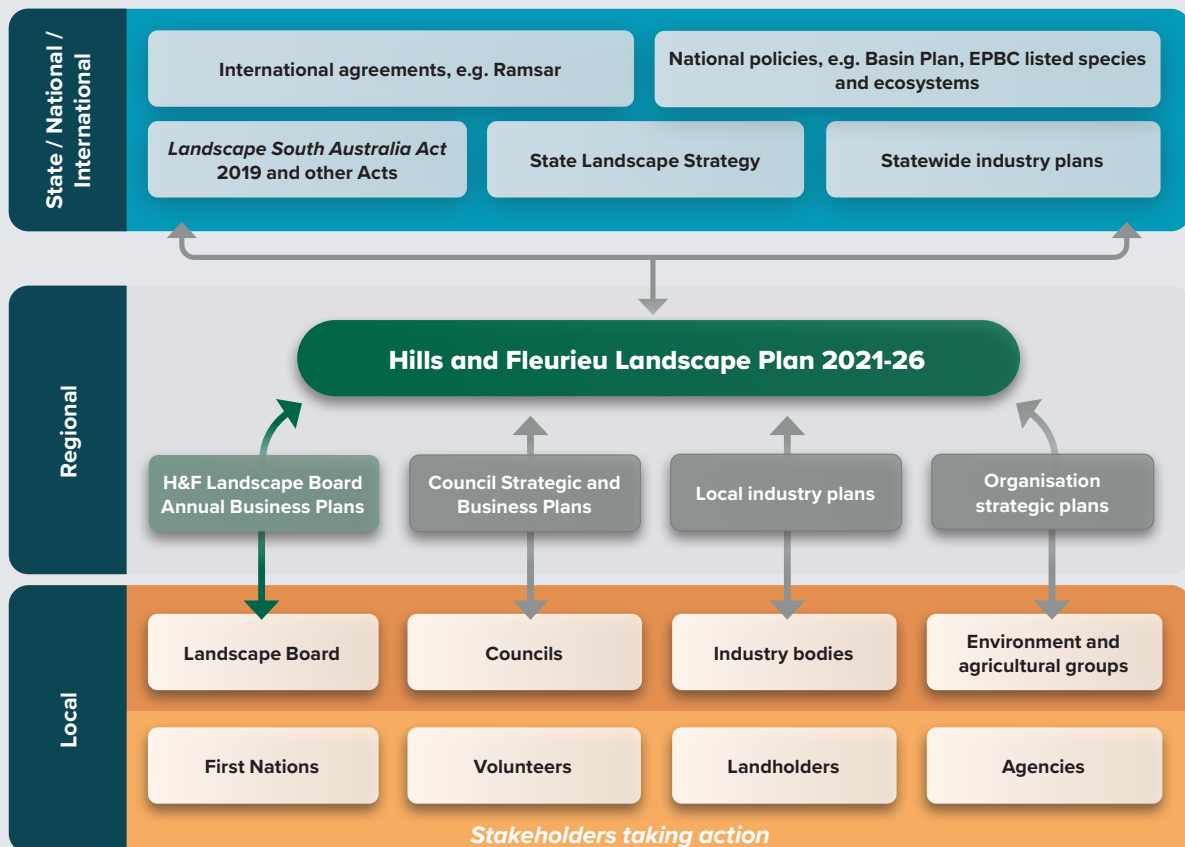 State / National /
International
International agreements, e.g. Ramsar
National policies, e.g. Basin Plan, EPBC listed species
and ecosystems
Landscape South Australia Act
2019 and other Acts
State Landscape Strategy
Statewide industry plans
Regional
Hills and Fleurieu Landscape Plan 2021-26
H&F Landscape Board
Annual Business Plans
Council Strategic and
Business Plans
Local industry plans
Organisation
strategic plans
Local
Landscape Board
Councils
Industry bodies
Environment and
agricultural groups
First Nations
Volunteers
Landholders
Agencies
Stakeholders taking action